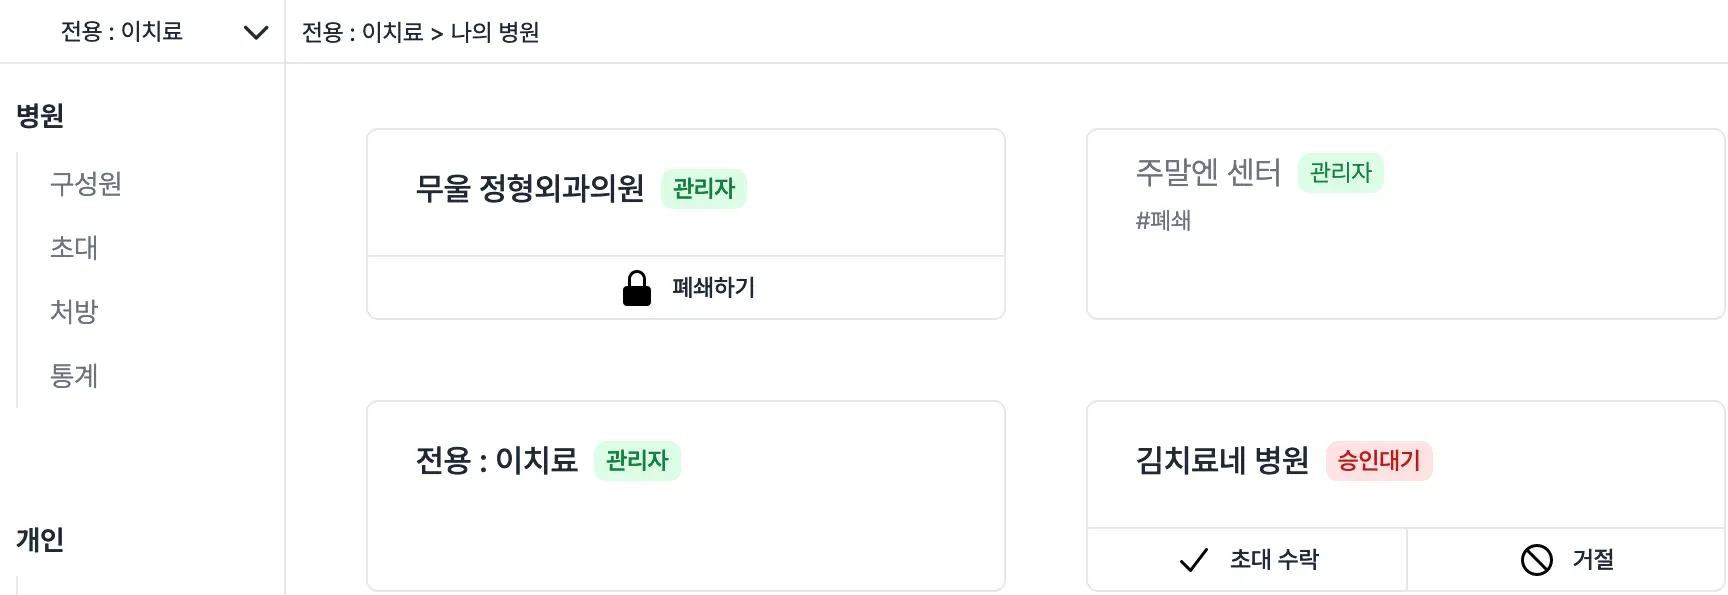 전용 : 이치료
전용 : 이치료 > 나의 병원
병원
구성원
초대
처방
통계
개인
무울 정형외과의원 관리자
폐쇄하기
주말엔 센터 관리자
#폐쇄
전용 : 이치료 관리자
김치료네 병원 승인대기
초대 수락
거절